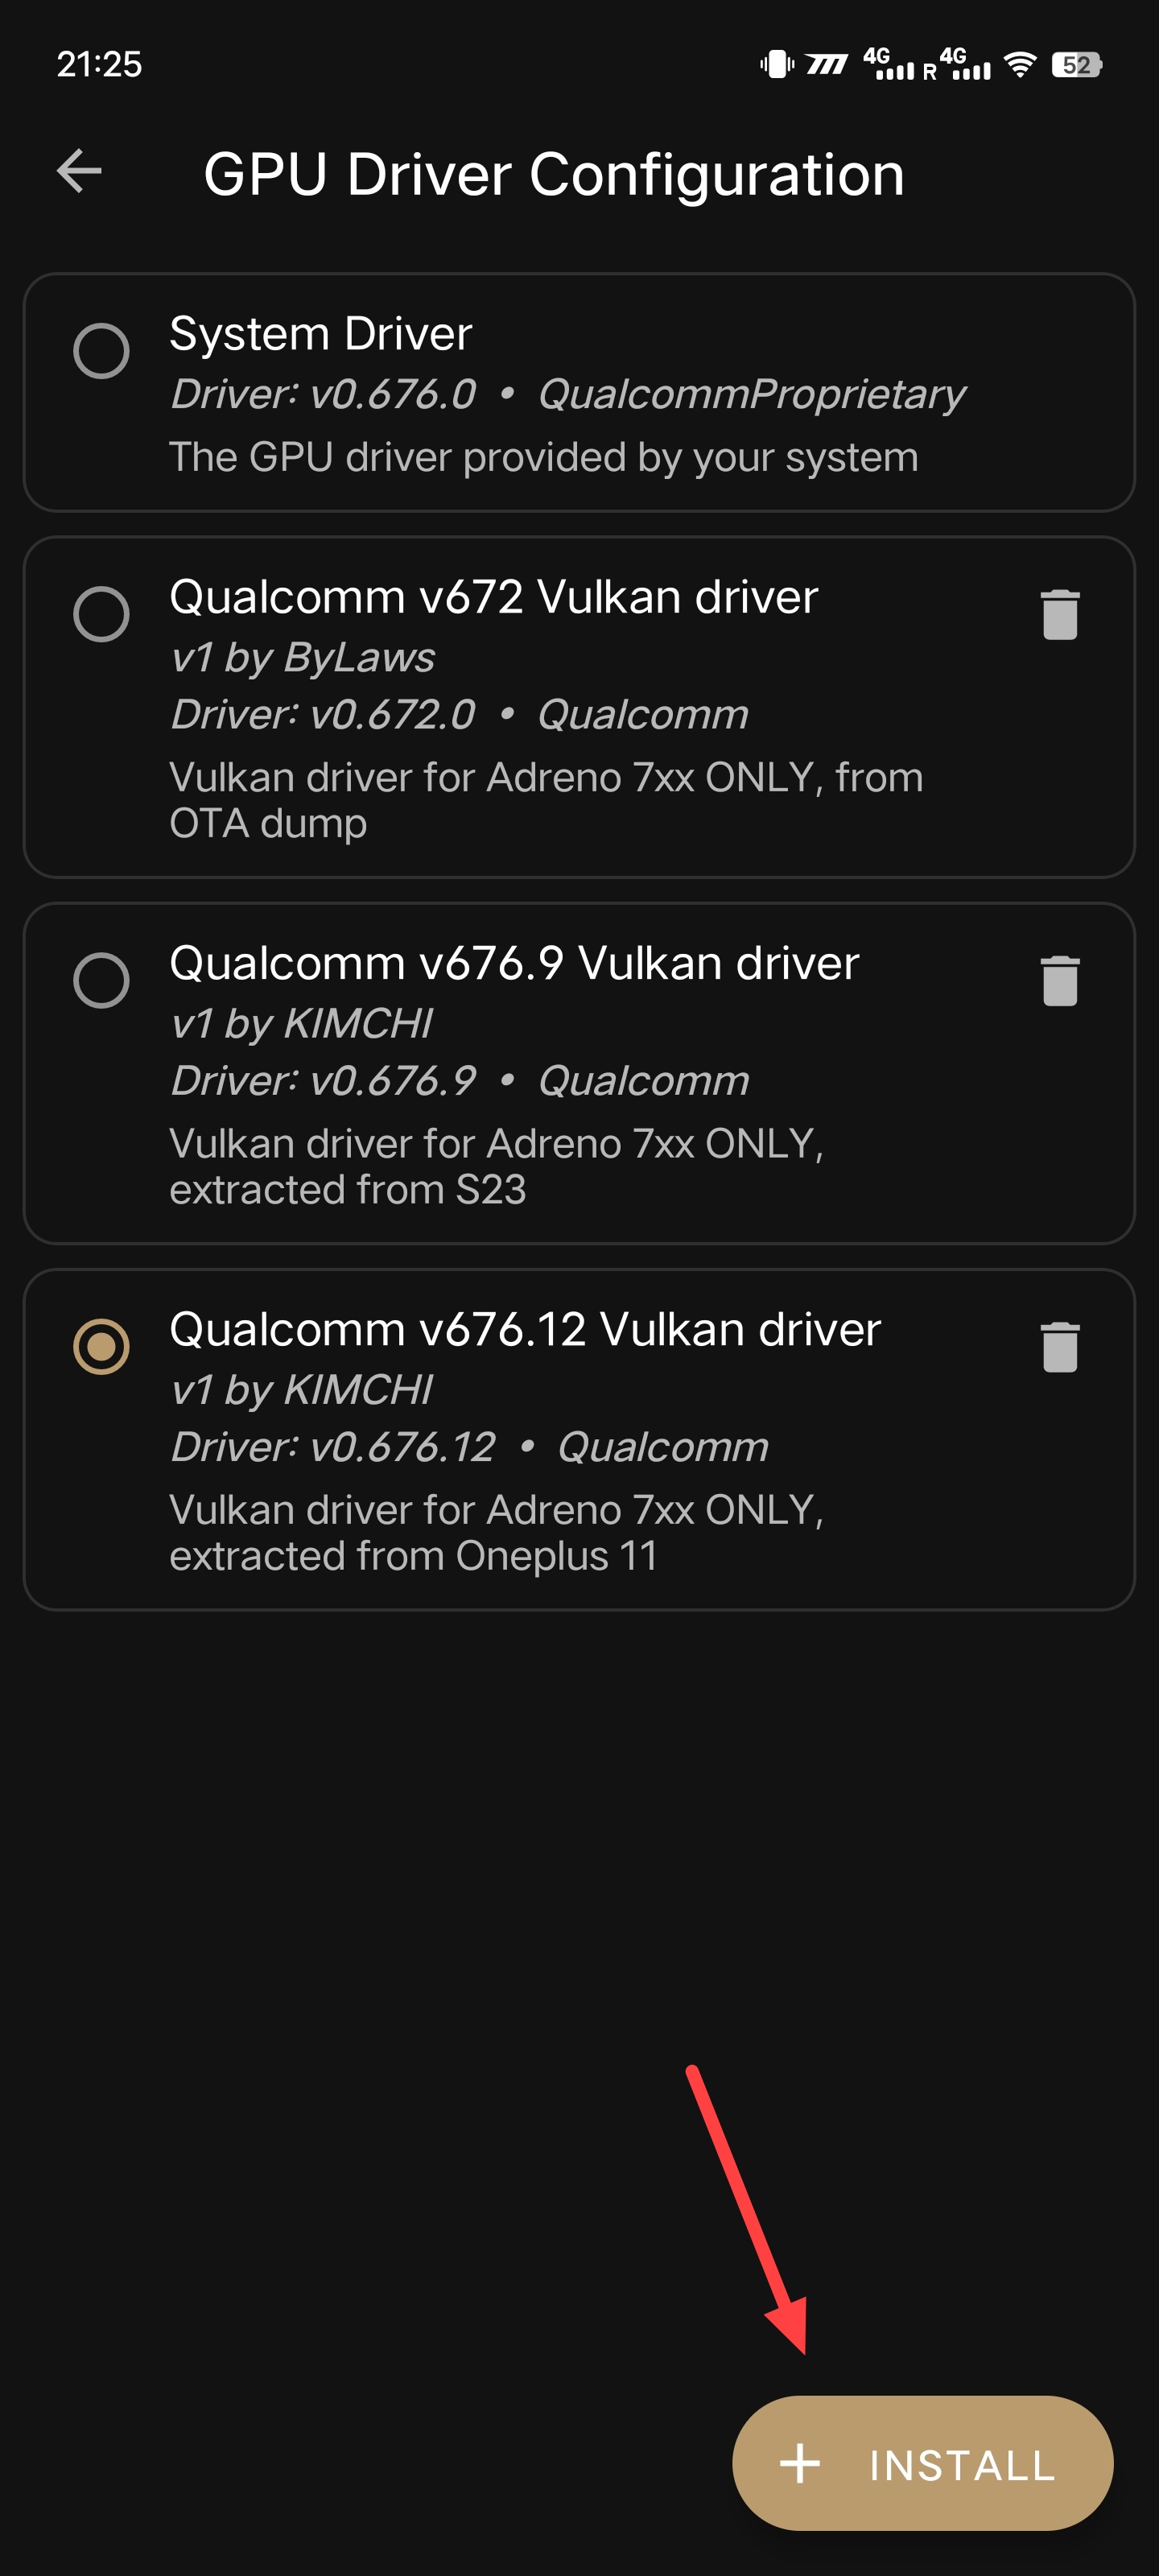 21:25
4G R 4G 52
GPU Driver Configuration
System Driver
Driver: v0.676.0 • QualcommProprietary
The GPU driver provided by your system
Qualcomm v672 Vulkan driver
v1 by ByLaws
Driver: v0.672.0 • Qualcomm
Vulkan driver for Adreno 7xx ONLY, from
OTA dump
Qualcomm v676.9 Vulkan driver
v1 by KIMCHI
Driver: v0.676.9 • Qualcomm
Vulkan driver for Adreno 7xx ONLY,
extracted from S23
Qualcomm v676.12 Vulkan driver
v1 by KIMCHI
Driver: v0.676.12 • Qualcomm
Vulkan driver for Adreno 7xx ONLY,
extracted from Oneplus 11
+ INSTALL